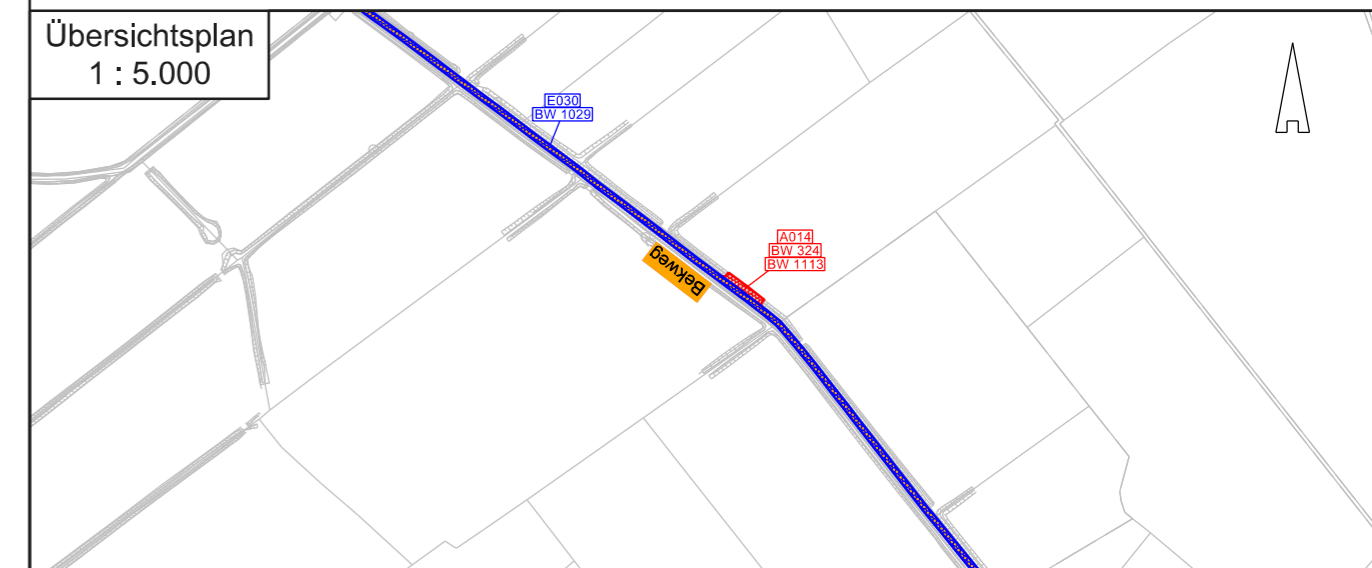 Übersichtsplan
1 : 5.000
E030
BW 1029
A014
BW 324
BW 1113
Bekweg